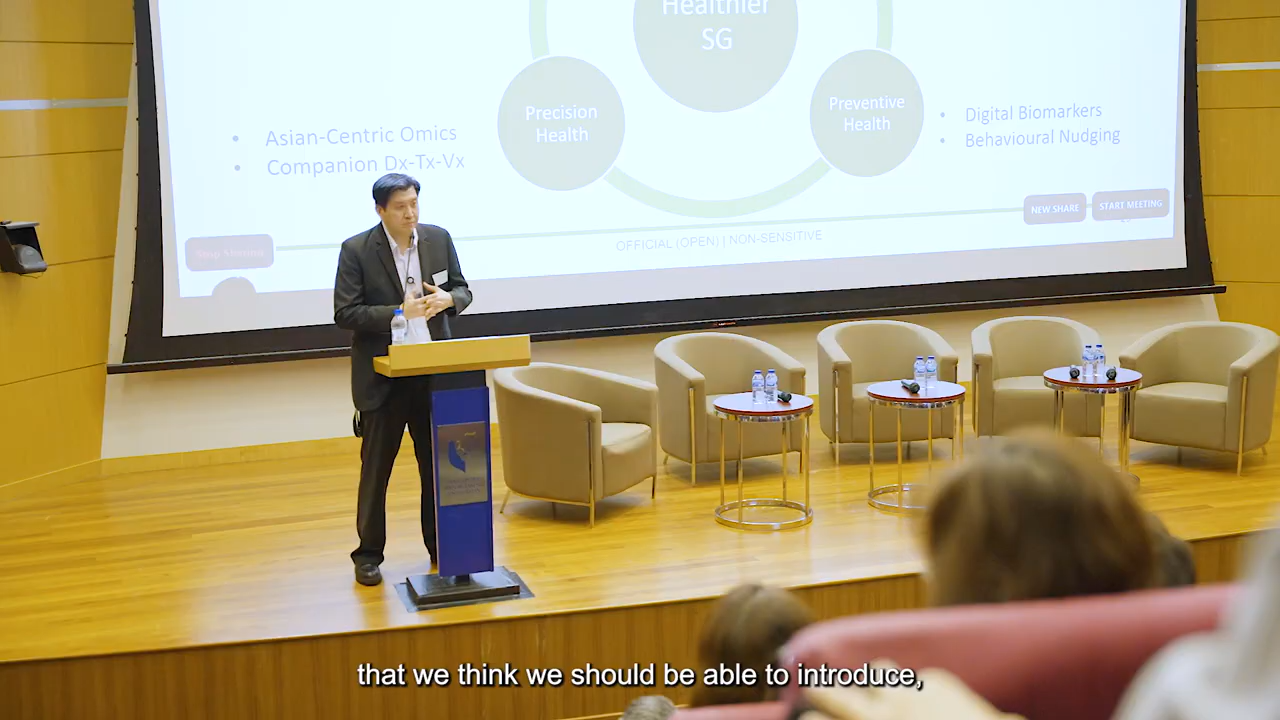 Healthier
SG
Precision
Health
Preventive
Health
• Asian-Centric Omics
• Companion Dx-Tx-Vx
• Digital Biomarkers
• Behavioural Nudging
NEW SHARE
START MEETING
OFFICIAL (OPEN) | NON-SENSITIVE
that we think we should be able to introduce,